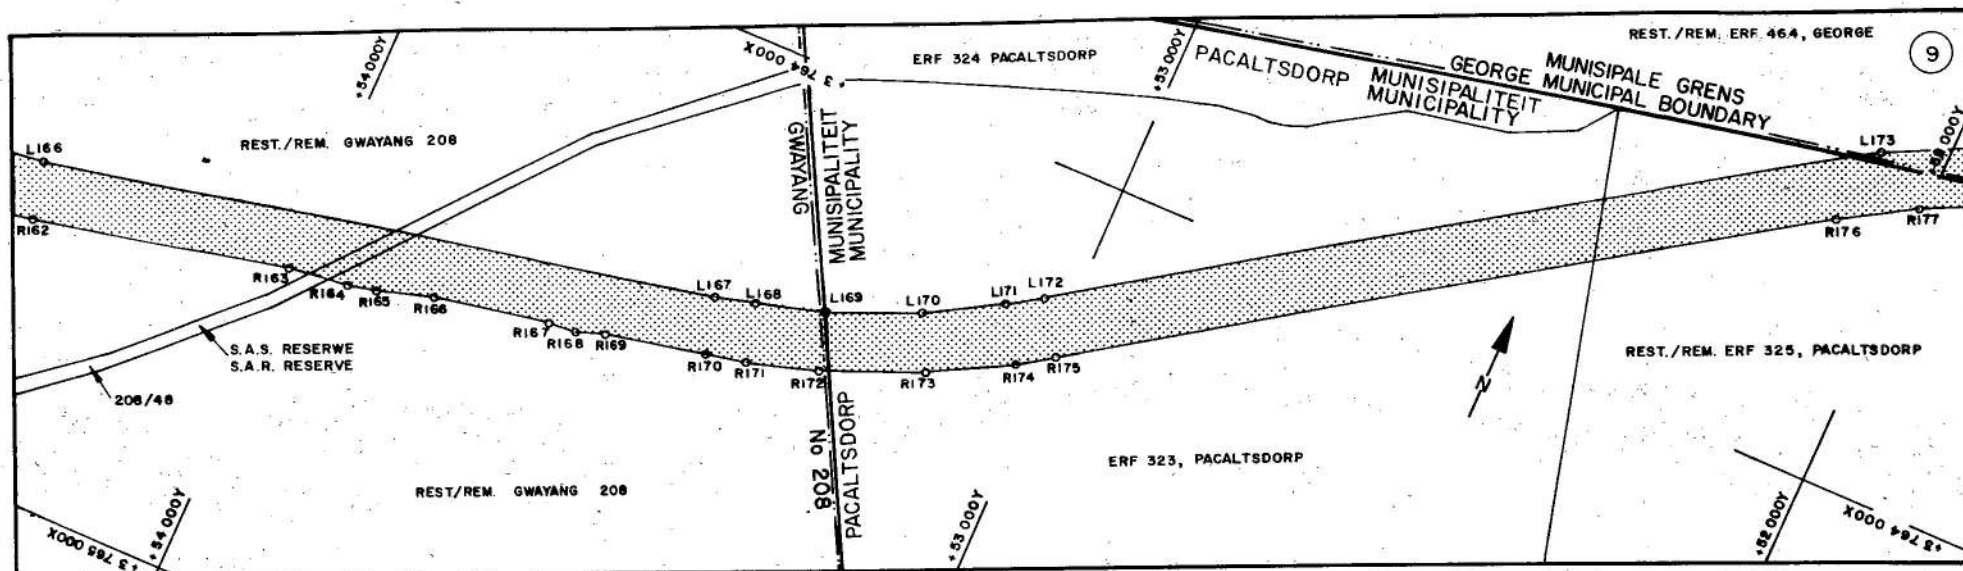 REST./REM. ERF 464, GEORGE
9
+54 000Y
+3 764 000X
ERF 324 PACALTSDORP
+53 000Y
PACALTSDORP MUNISIPALITEIT
MUNICIPALITY
MUNISIPALE GRENS
GEORGE MUNICIPAL BOUNDARY
L166
REST./REM. GWAYANG 208
GWAYANG
MUNISIPALITEIT
MUNICIPALITY
L173
000Y
R162
R163
R164
R165
R166
R167
R168
R169
R170
R171
R172
R173
R174
R175
R176
R177
L167
L168
L169
L170
L171
L172
S.A.S. RESERWE
S.A.R. RESERVE
208/48
N
REST./REM. ERF 325, PACALTSDORP
REST/REM. GWAYANG 208
No 208
PACALTSDORP
ERF 323, PACALTSDORP
+3 765 000X
+54 000Y
+53 000Y
+52 000Y
+3 764 000X